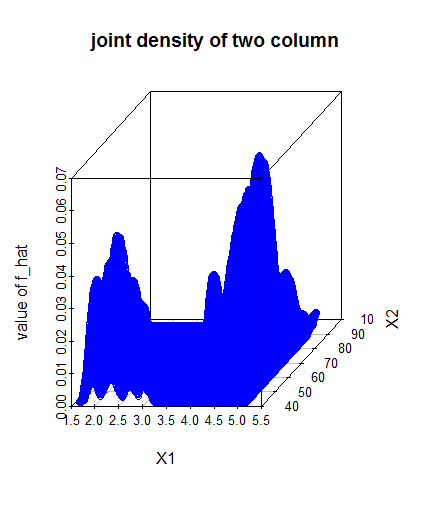 joint density of two column
value of f_hat
0.00 0.01 0.02 0.03 0.04 0.05 0.06 0.07
1.5 2.0 2.5 3.0 3.5 4.0 4.5 5.0 5.5
X1
40 50 60 70 80 90 10
X2